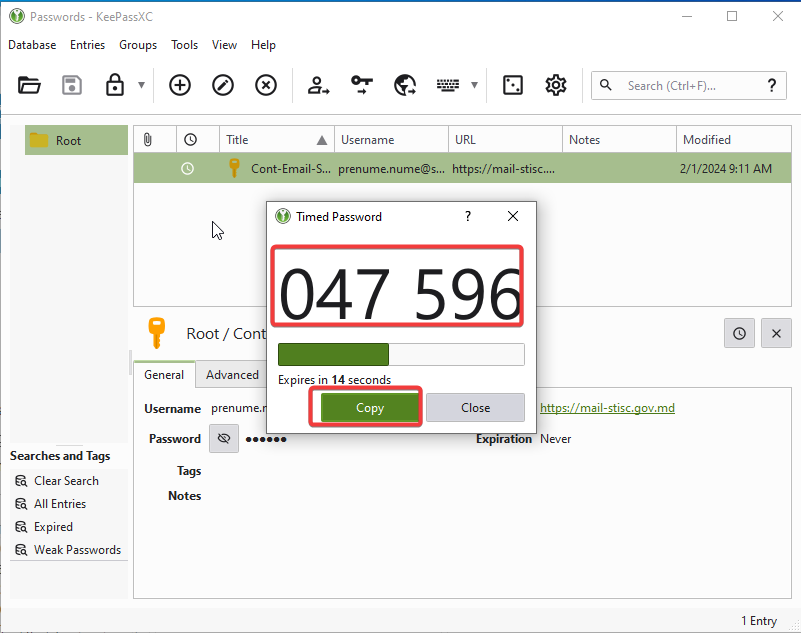 Passwords - KeePassXC
Database Entries Groups Tools View Help
Search (Ctrl+F)... ?
Root
Title Username URL Notes Modified
Cont-Email-S... prenume.nume@s... https://mail-stisc.... 2/1/2024 9:11 AM
Timed Password ?
047 596
Root / Cont
Expires in 14 seconds
Copy Close
General Advanced
Username prenume.n https://mail-stisc.gov.md
Password ●●●●●● Expiration Never
Tags
Notes
Searches and Tags
Clear Search
All Entries
Expired
Weak Passwords
1 Entry